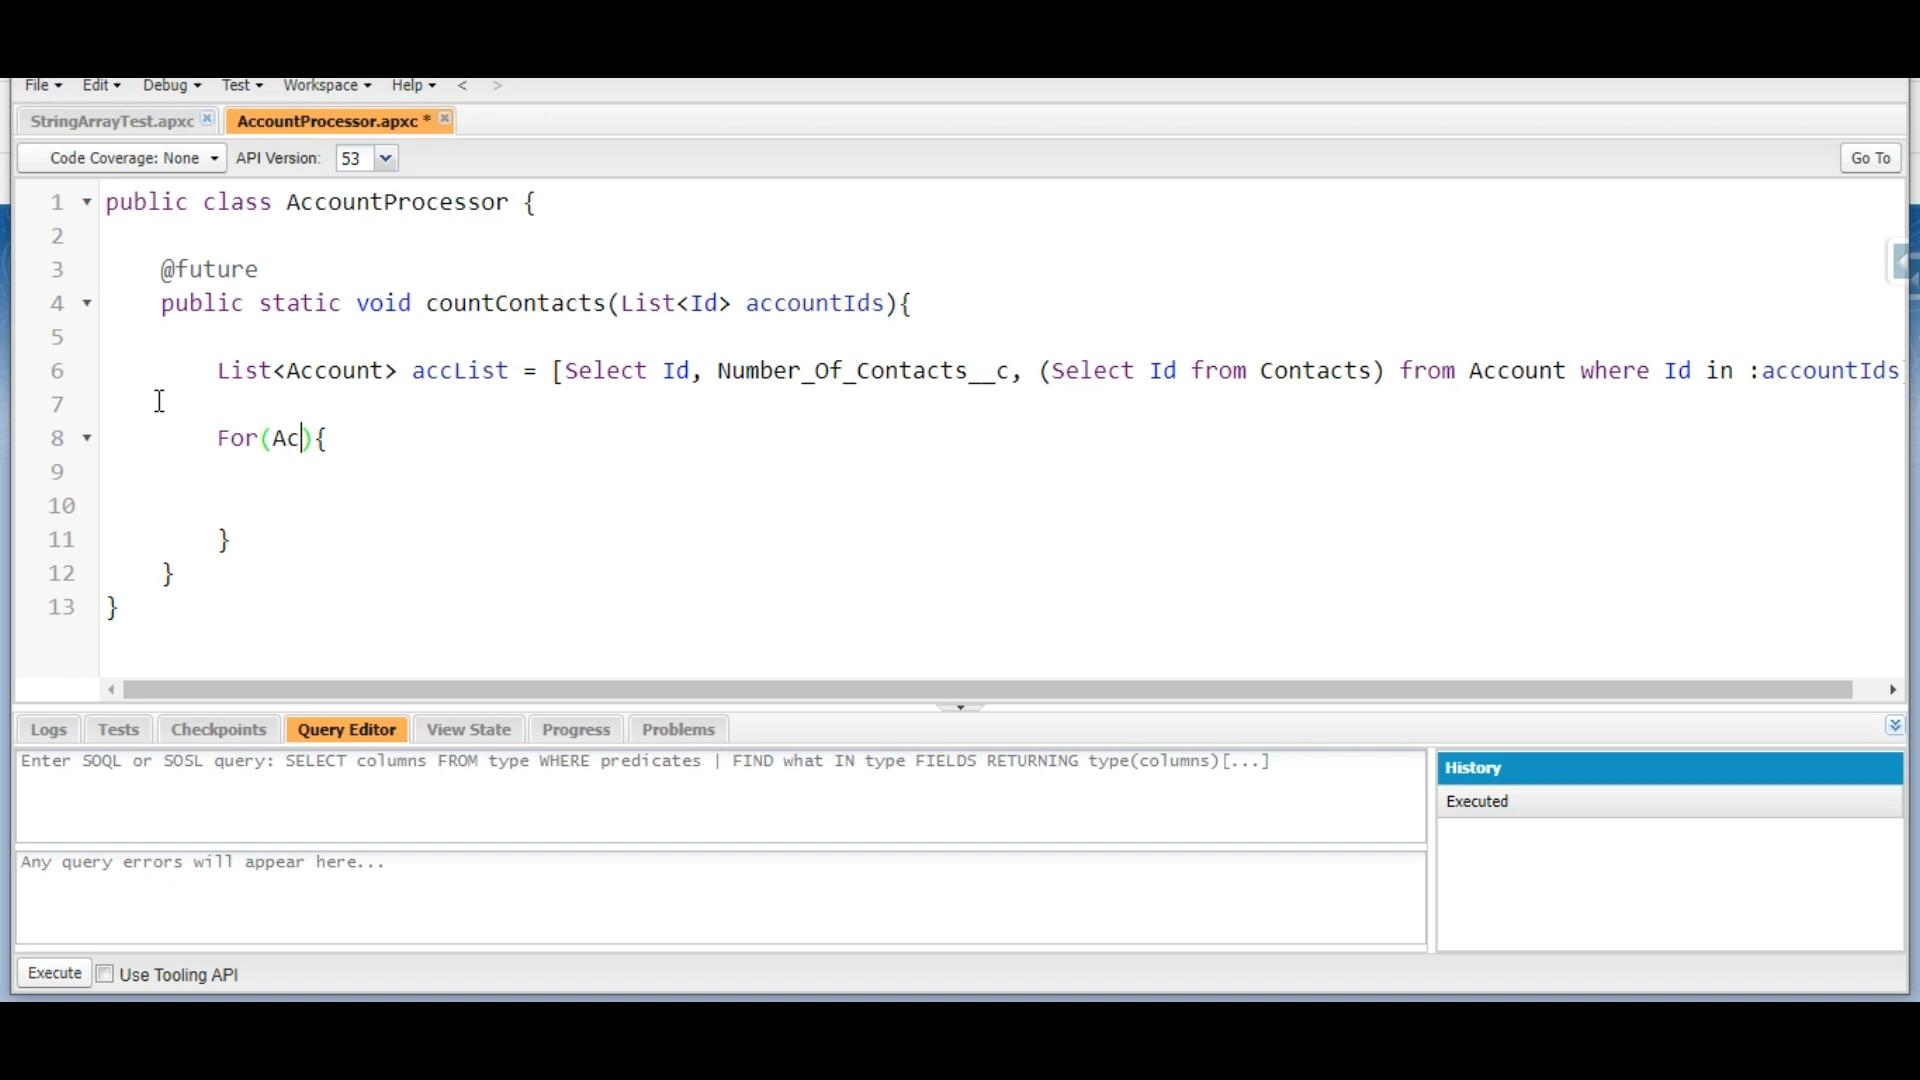 File Edit Debug Test Workspace Help < >
StringArrayTest.apxc AccountProcessor.apxc *
Code Coverage: None API Version: 53 Go To
1 public class AccountProcessor {
2
3 @future
4 public static void countContacts(List<Id> accountIds){
5
6 List<Account> accList = [Select Id, Number_Of_Contacts__c, (Select Id from Contacts) from Account where Id in :accountIds
7
8 For(Ac){
9
10
11 }
12 }
13 }
Logs Tests Checkpoints Query Editor View State Progress Problems
Enter SOQL or SOSL query: SELECT columns FROM type WHERE predicates | FIND what IN type FIELDS RETURNING type(columns)[...]
History
Executed
Any query errors will appear here...
Execute Use Tooling API